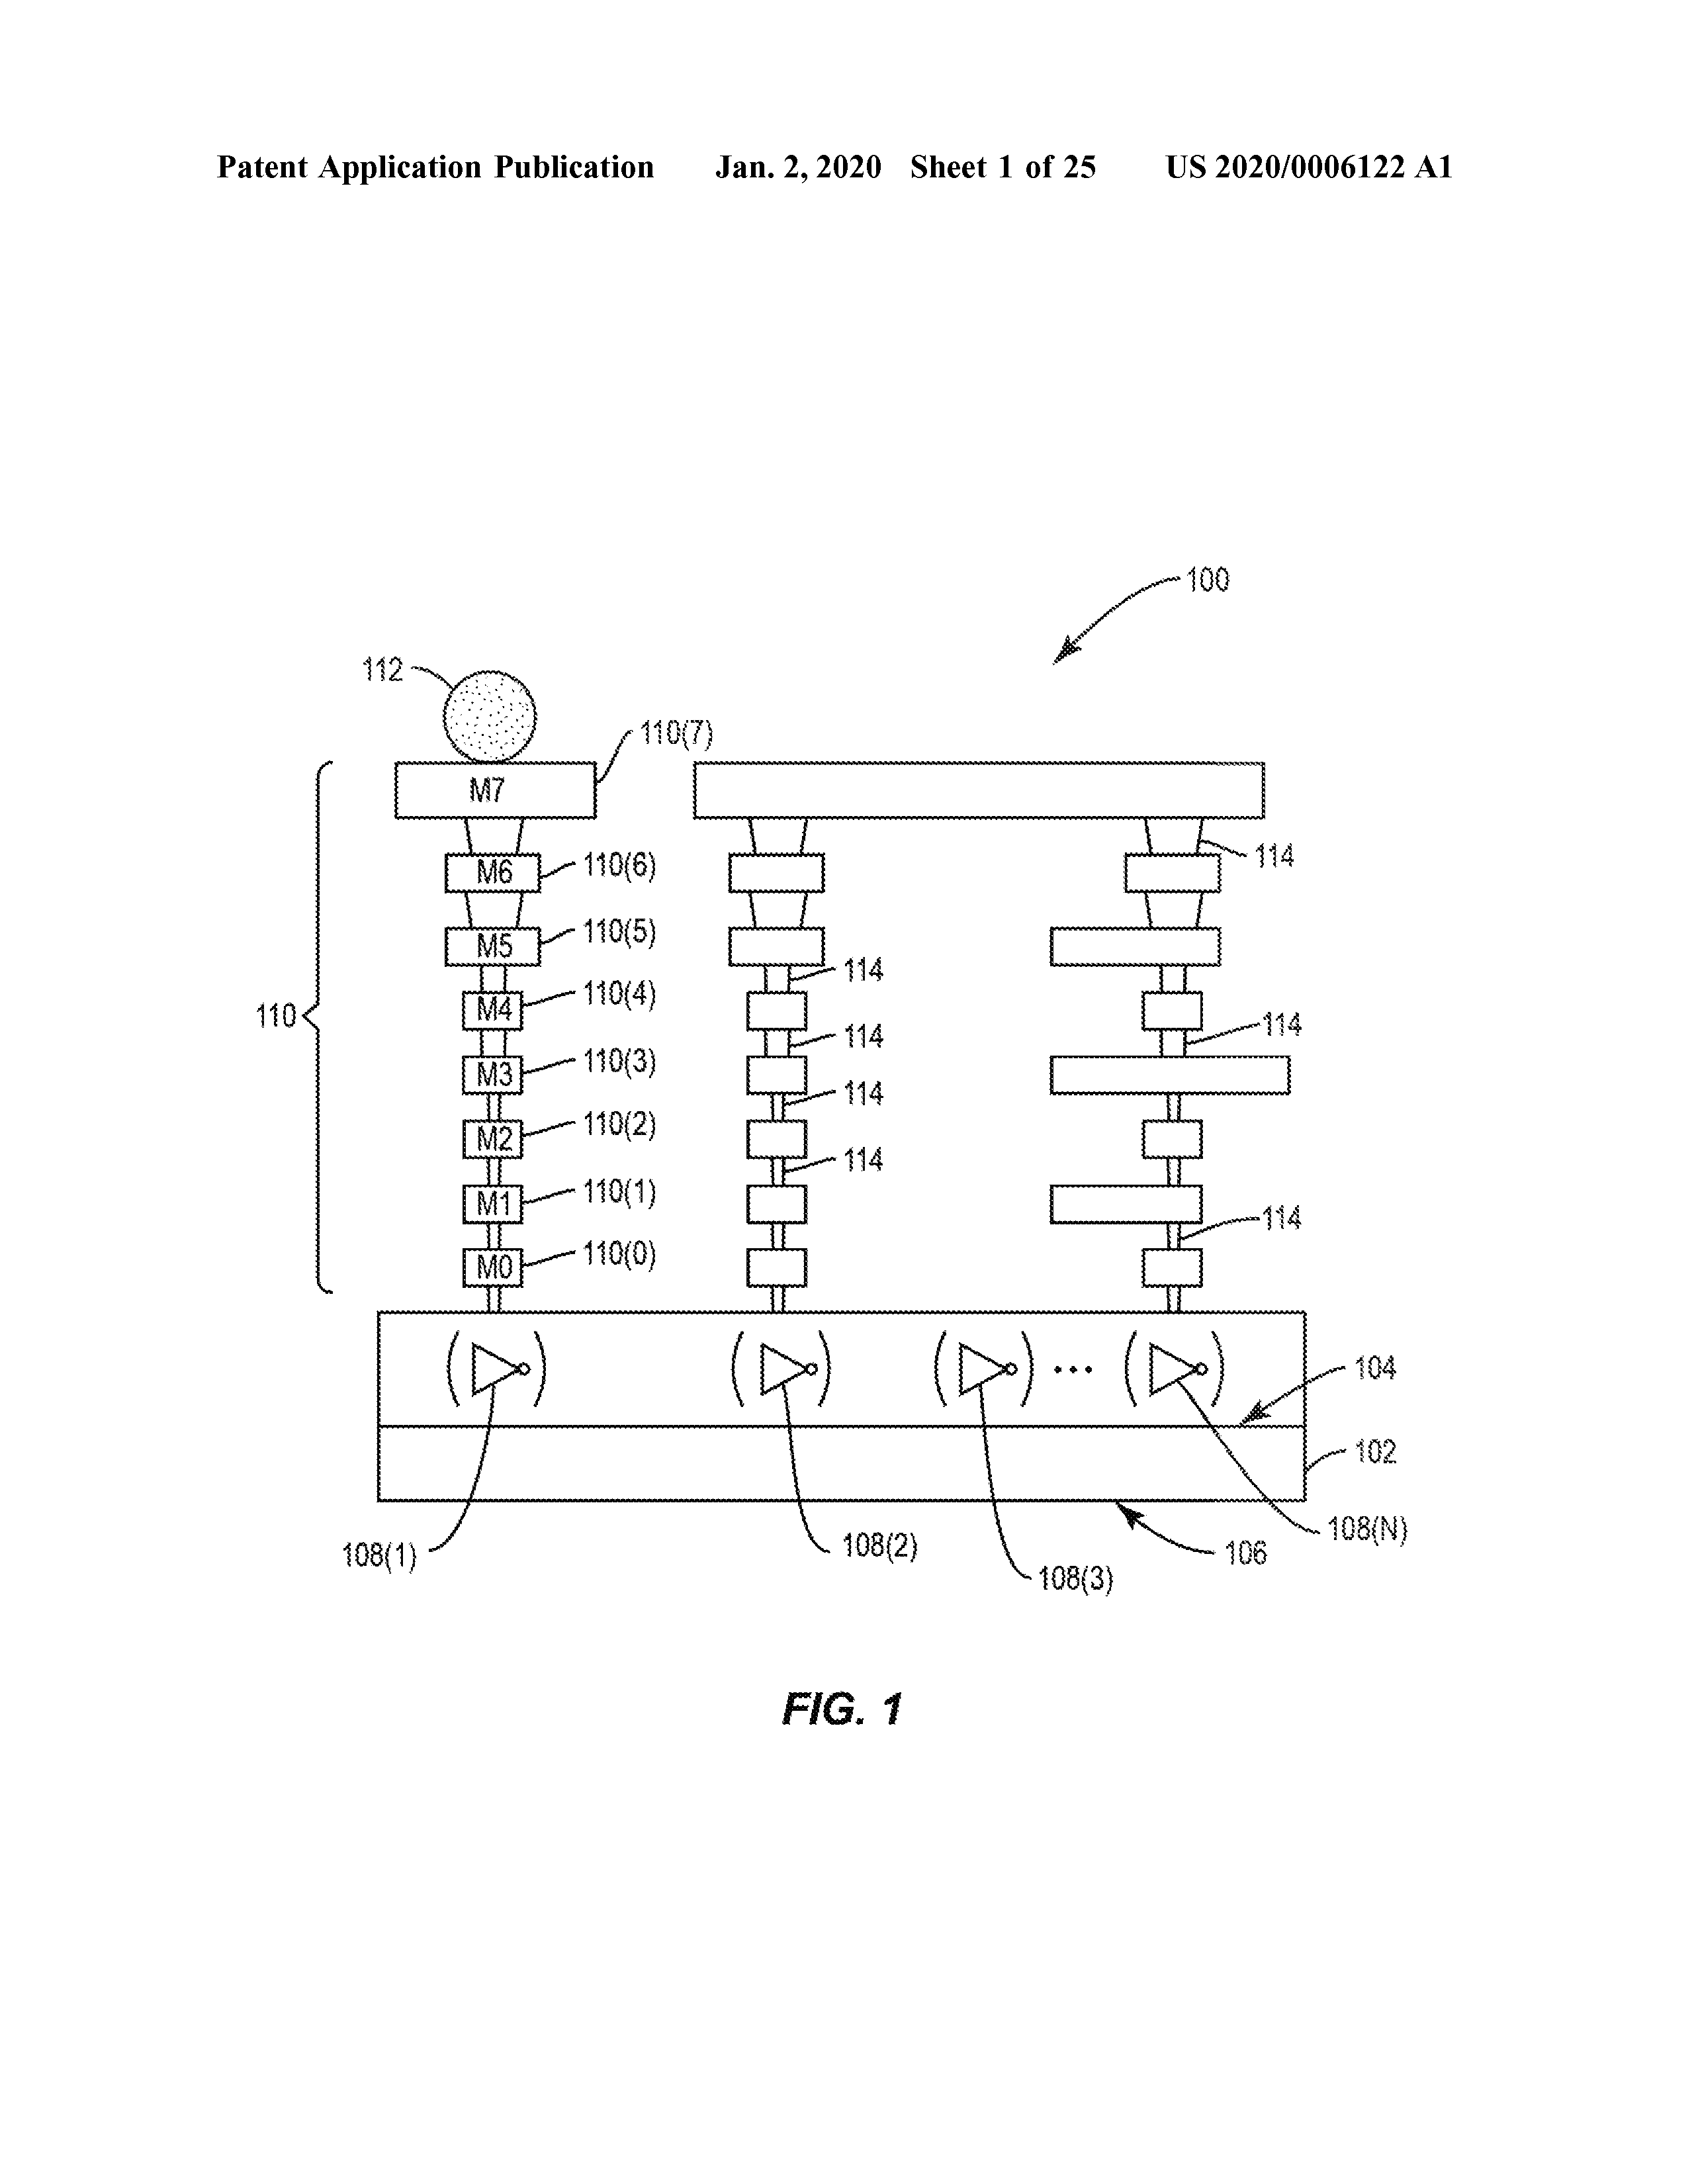 Patent Application Publication Jan. 2, 2020 Sheet 1 of 25 US 2020/0006122 A1
100
112
110(7)
M7
114
M6 110(6)
M5 110(5)
114
M4 110(4)
110
114
114
M3 110(3)
114
M2 110(2)
114
M1 110(1)
114
M0 110(0)
104
102
108(N)
108(1)
108(2)
106
108(3)
FIG. 1